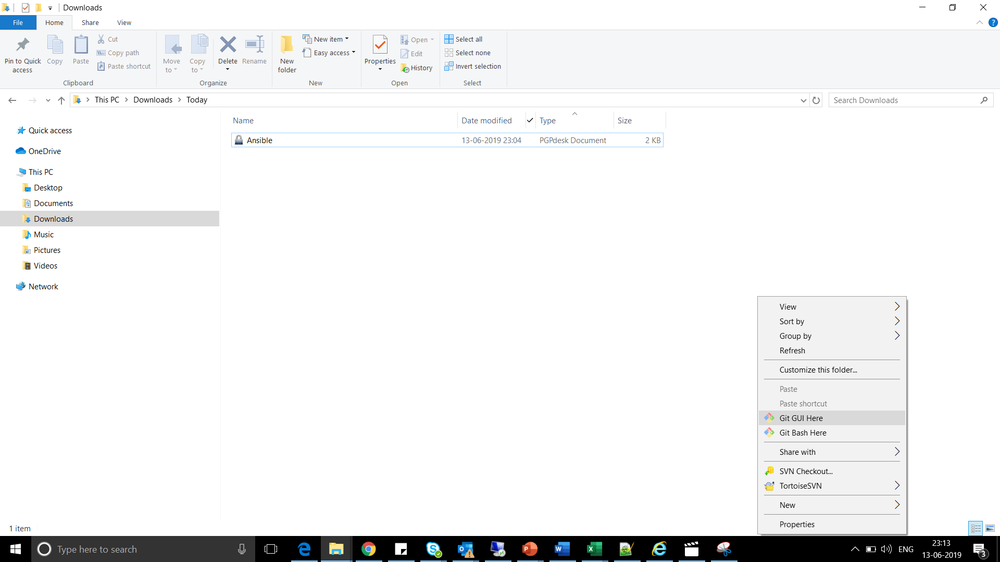 Downloads
File Home Share View
Pin to Quick access
Copy
Paste
Cut
Copy path
Paste shortcut
Clipboard
Move to
Copy to
Delete
Rename
Organize
New folder
New item
Easy access
New
Properties
Open
Edit
History
Open
Select all
Select none
Invert selection
Select
This PC Downloads Today
Search Downloads
Name Date modified Type Size
Ansible 13-06-2019 23:04 PGPdesk Document 2 KB
Quick access
OneDrive
This PC
Desktop
Documents
Downloads
Music
Pictures
Videos
Network
View
Sort by
Group by
Refresh
Customize this folder...
Paste
Paste shortcut
Git GUI Here
Git Bash Here
Share with
SVN Checkout...
TortoiseSVN
New
Properties
1 item
Type here to search
ENG
23:13
13-06-2019
3